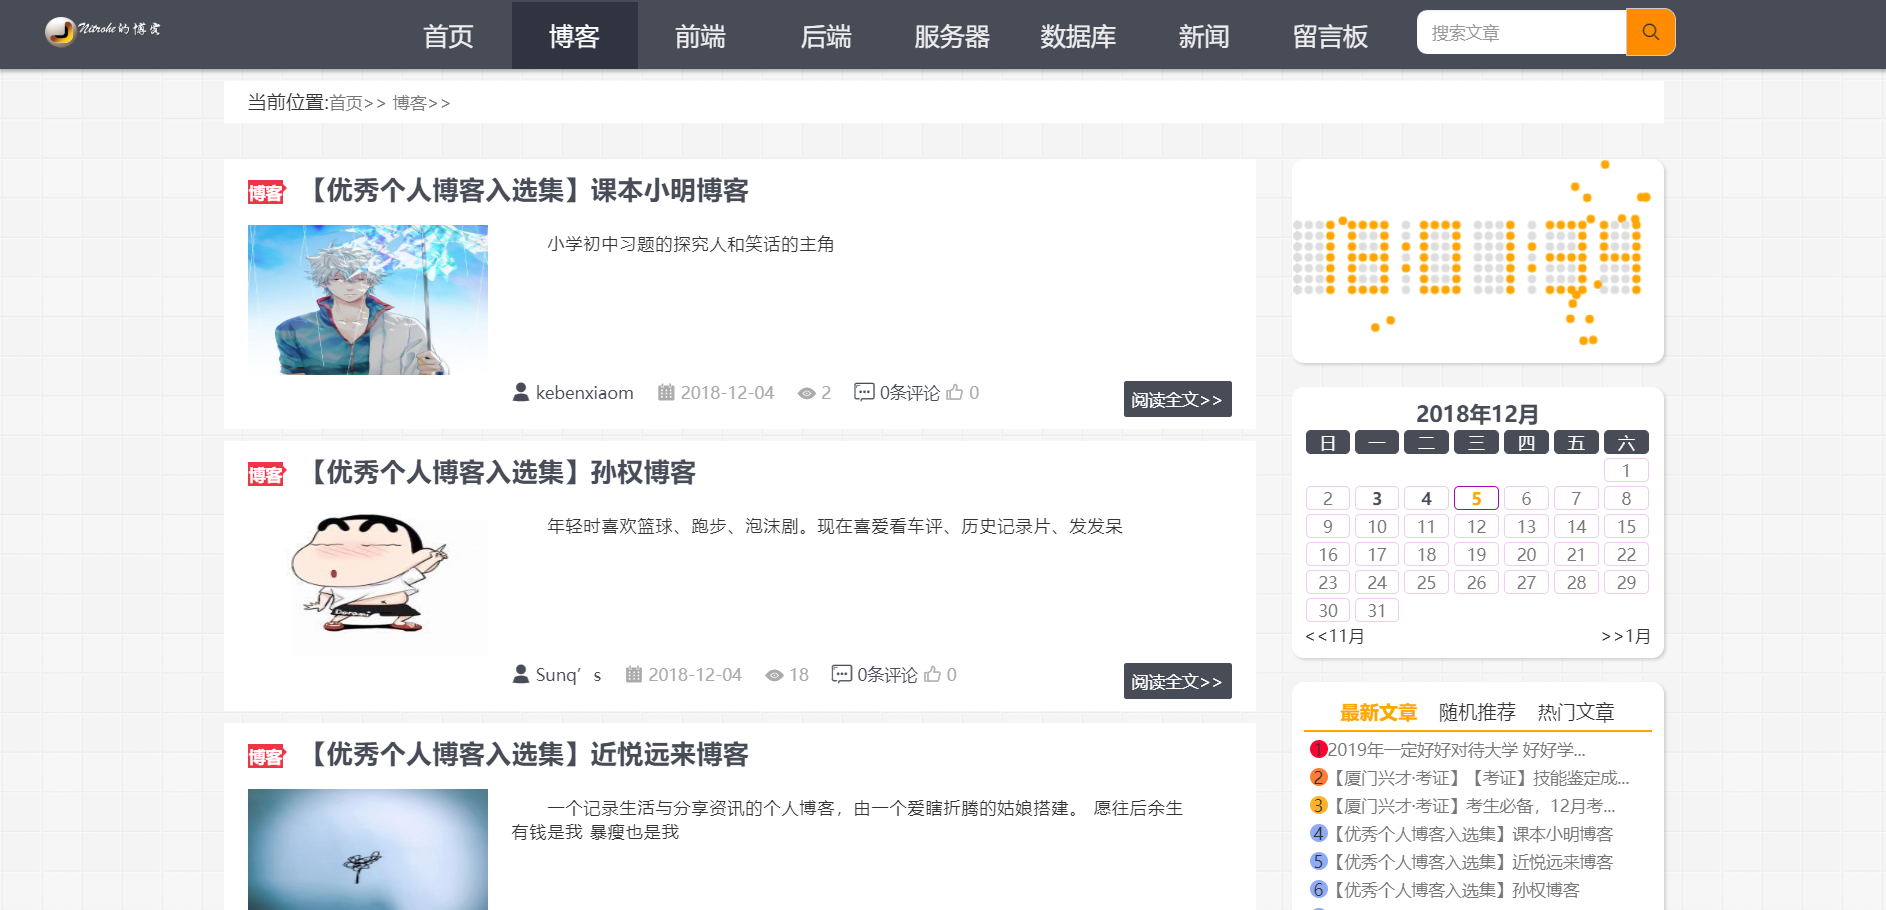 Nitrohe的博客
首页 博客 前端 后端 服务器 数据库 新闻 留言板 搜索文章
当前位置:首页>> 博客>>
博客 【优秀个人博客入选集】课本小明博客
小学初中习题的探究人和笑话的主角
kebenxiaom 2018-12-04 2 0条评论 0 阅读全文>>
博客 【优秀个人博客入选集】孙权博客
年轻时喜欢篮球、跑步、泡沫剧。现在喜爱看车评、历史记录片、发发呆
Sunq’s 2018-12-04 18 0条评论 0 阅读全文>>
博客 【优秀个人博客入选集】近悦远来博客
一个记录生活与分享资讯的个人博客，由一个爱瞎折腾的姑娘搭建。 愿往后余生
有钱是我 暴瘦也是我
2018年12月
日 一 二 三 四 五 六
1
2 3 4 5 6 7 8
9 10 11 12 13 14 15
16 17 18 19 20 21 22
23 24 25 26 27 28 29
30 31
<<11月 >>1月
最新文章 随机推荐 热门文章
1 2019年一定好好对待大学 好好学...
2 【厦门兴才·考证】【考证】技能鉴定成...
3 【厦门兴才·考证】考生必备，12月考...
4 【优秀个人博客入选集】课本小明博客
5 【优秀个人博客入选集】近悦远来博客
6 【优秀个人博客入选集】孙权博客